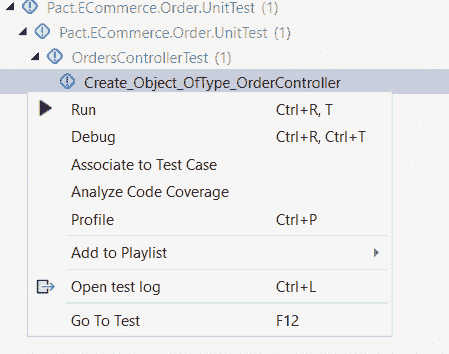 Pact.ECommerce.Order.UnitTest (1)
Pact.ECommerce.Order.UnitTest (1)
OrdersControllerTest (1)
Create_Object_OfType_OrderController
Run Ctrl+R, T
Debug Ctrl+R, Ctrl+T
Associate to Test Case
Analyze Code Coverage
Profile Ctrl+P
Add to Playlist
Open test log Ctrl+L
Go To Test F12